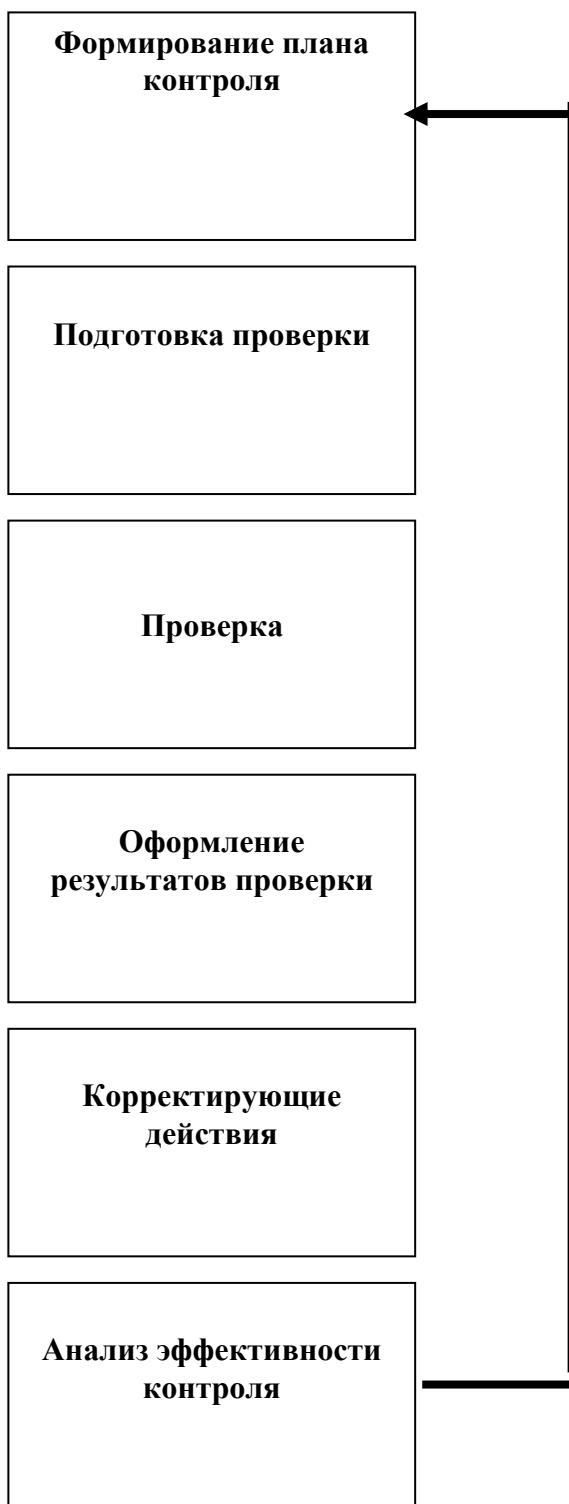 Формирование плана
контроля
Подготовка проверки
Проверка
Оформление
результатов проверки
Корректирующие
действия
Анализ эффективности
контроля